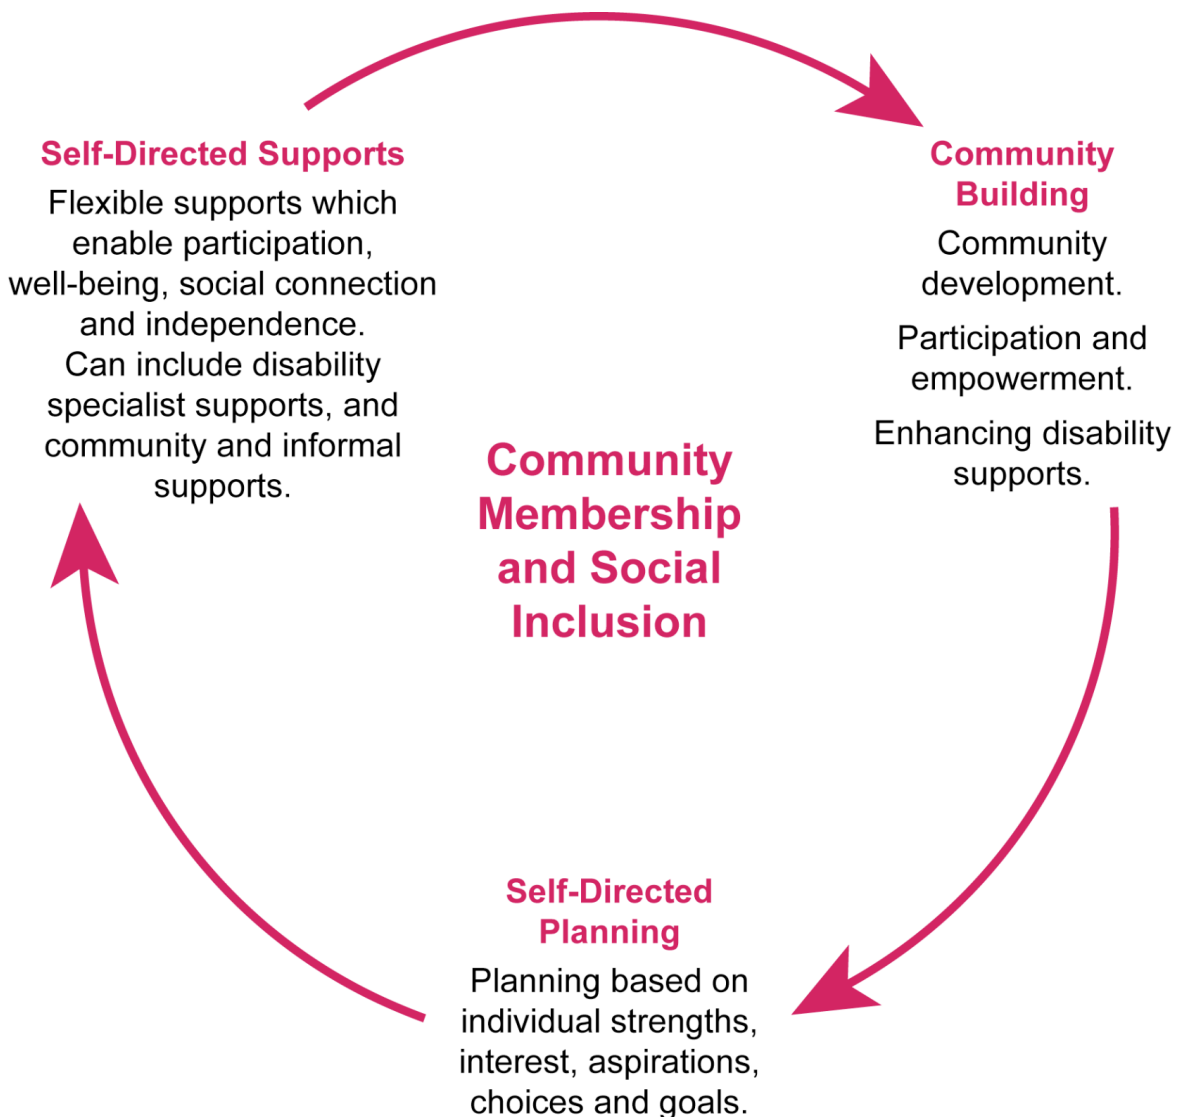 Self-Directed Supports
Flexible supports which
enable participation,
well-being, social connection
and independence.
Can include disability
specialist supports, and
community and informal
supports.
Community
Building
Community
development.
Participation and
empowerment.
Enhancing disability
supports.
Community
Membership
and Social
Inclusion
Self-Directed
Planning
Planning based on
individual strengths,
interest, aspirations,
choices and goals.